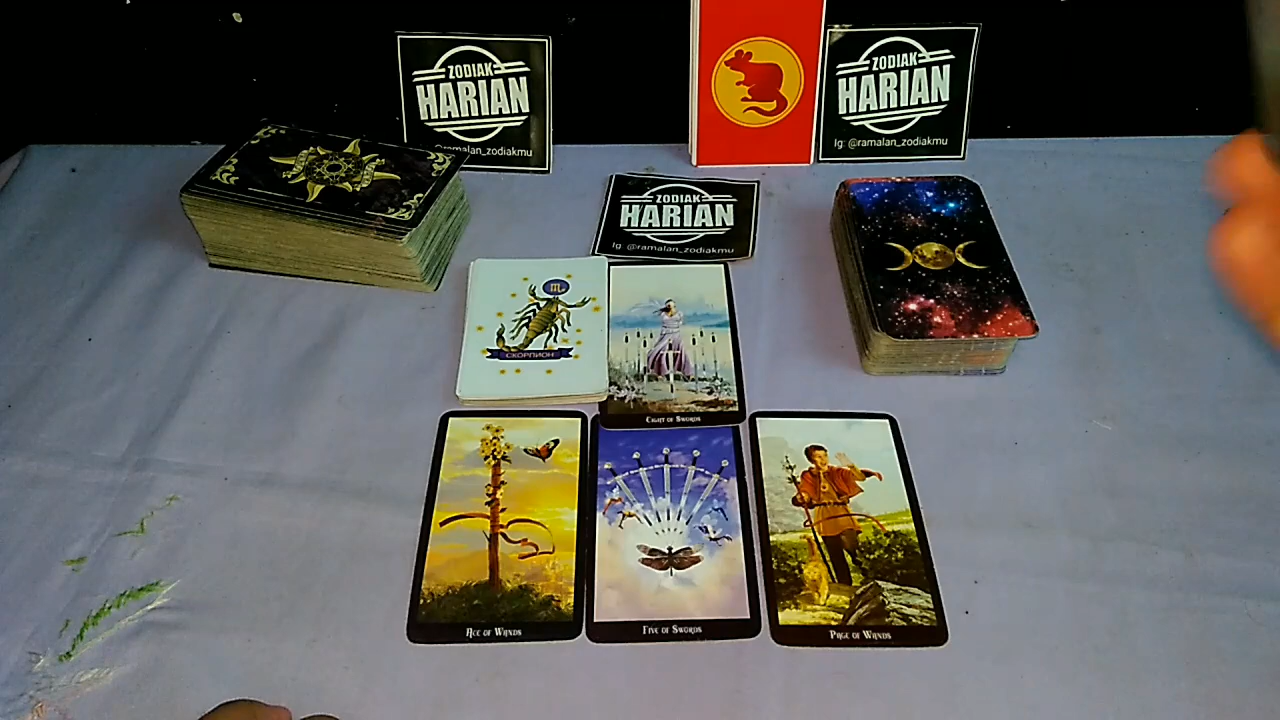 ZODIAK
HARIAN
@ramalan_zodiakmu
ZODIAK
HARIAN
Ig: @ramalan_zodiakmu
ZODIAK
HARIAN
Ig: @ramalan_zodiakmu
♏
СКОРПИОН
Eight of Swords
Ace of Wands
Five of Swords
Page of Wands